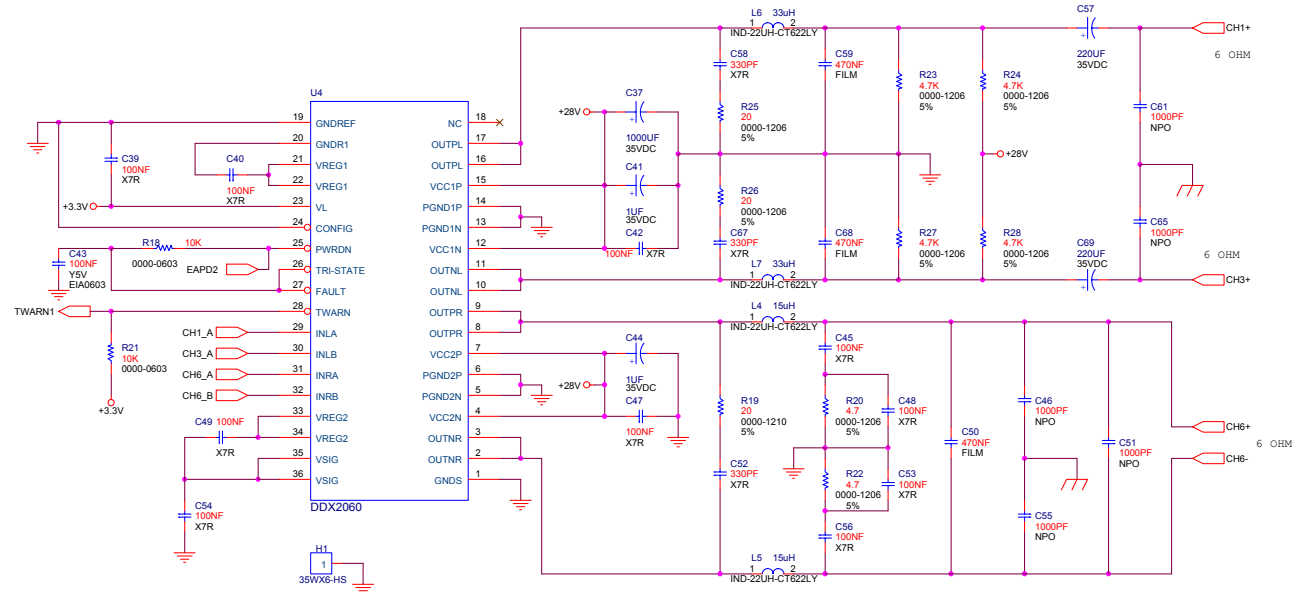 U4
DDX2060
19 GNDREF
20 GNDR1
21 VREG1
22 VREG1
23 VL
24 CONFIG
25 PWRDN
26 TRI-STATE
27 FAULT
28 TWARN
29 INLA
30 INLB
31 INRA
32 INRB
33 VREG2
34 VREG2
35 VSIG
36 VSIG
NC 18
OUTPL 17
OUTPL 16
VCC1P 15
PGND1P 14
PGND1N 13
VCC1N 12
OUTNL 11
OUTNL 10
OUTPR 9
OUTPR 8
VCC2P 7
PGND2P 6
PGND2N 5
VCC2N 4
OUTNR 3
OUTNR 2
GNDS 1
C39
100NF
X7R
C40
100NF
X7R
+3.3V
R18 10K
0000-0603
C43
100NF
Y5V
EIA0603
EAPD2
TWARN1
R21
10K
0000-0603
+3.3V
CH1_A
CH3_A
CH6_A
CH6_B
C49 100NF
X7R
C54
100NF
X7R
H1
1
35WX6-HS
+28V
C37
1000UF
35VDC
C41
1UF
35VDC
C42
100NF X7R
C44
1UF
35VDC
+28V
C47
100NF
X7R
L6 33uH
1 2
IND-22UH-CT622LY
C58
330PF
X7R
C59
470NF
FILM
R25
20
0000-1206
5%
R23
4.7K
0000-1206
5%
R24
4.7K
0000-1206
5%
C57
220UF
35VDC
CH1+
6 OHM
C61
1000PF
NPO
+28V
R26
20
0000-1206
5%
C67
330PF
X7R
C68
470NF
FILM
R27
4.7K
0000-1206
5%
R28
4.7K
0000-1206
5%
C69
220UF
35VDC
C65
1000PF
NPO
6 OHM
CH3+
L7 33uH
1 2
IND-22UH-CT622LY
L4 15uH
1 2
IND-22UH-CT622LY
C45
100NF
X7R
R19
20
0000-1210
5%
R20
4.7
0000-1206
5%
C48
100NF
X7R
C46
1000PF
NPO
C50
470NF
FILM
C51
1000PF
NPO
CH6+
6 OHM
CH6-
C52
330PF
X7R
R22
4.7
0000-1206
5%
C53
100NF
X7R
C56
100NF
X7R
C55
1000PF
NPO
L5 15uH
1 2
IND-22UH-CT622LY